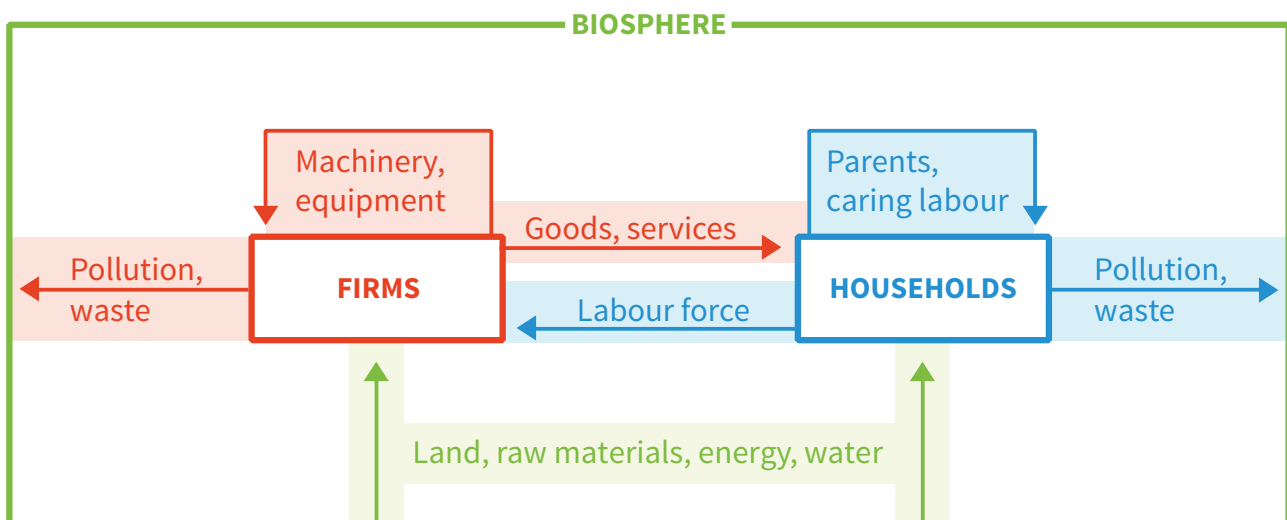 BIOSPHERE
Machinery,
equipment
Parents,
caring labour
Goods, services
Pollution,
waste
FIRMS
HOUSEHOLDS
Pollution,
waste
Labour force
Land, raw materials, energy, water